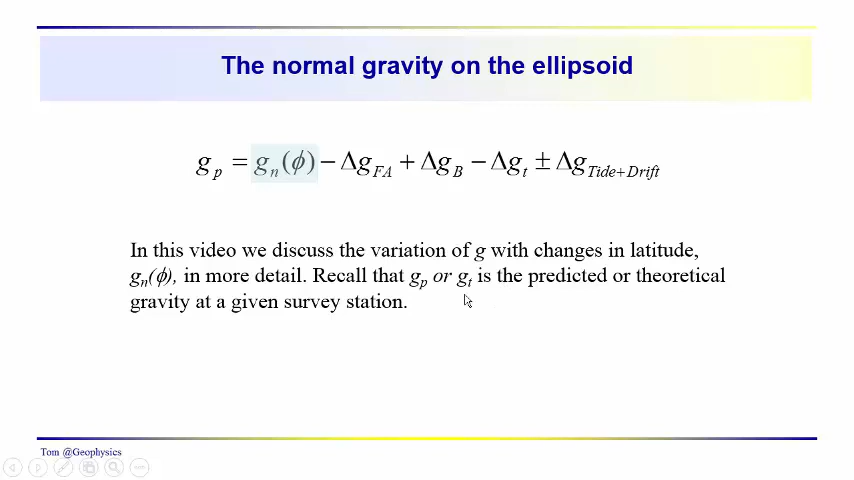 The normal gravity on the ellipsoid
g_p = g_n(ϕ) − Δg_FA + Δg_B − Δg_t ± Δg_Tide+Drift
In this video we discuss the variation of g with changes in latitude,
g_n(ϕ), in more detail. Recall that g_p or g_t is the predicted or theoretical
gravity at a given survey station.
Tom @Geophysics